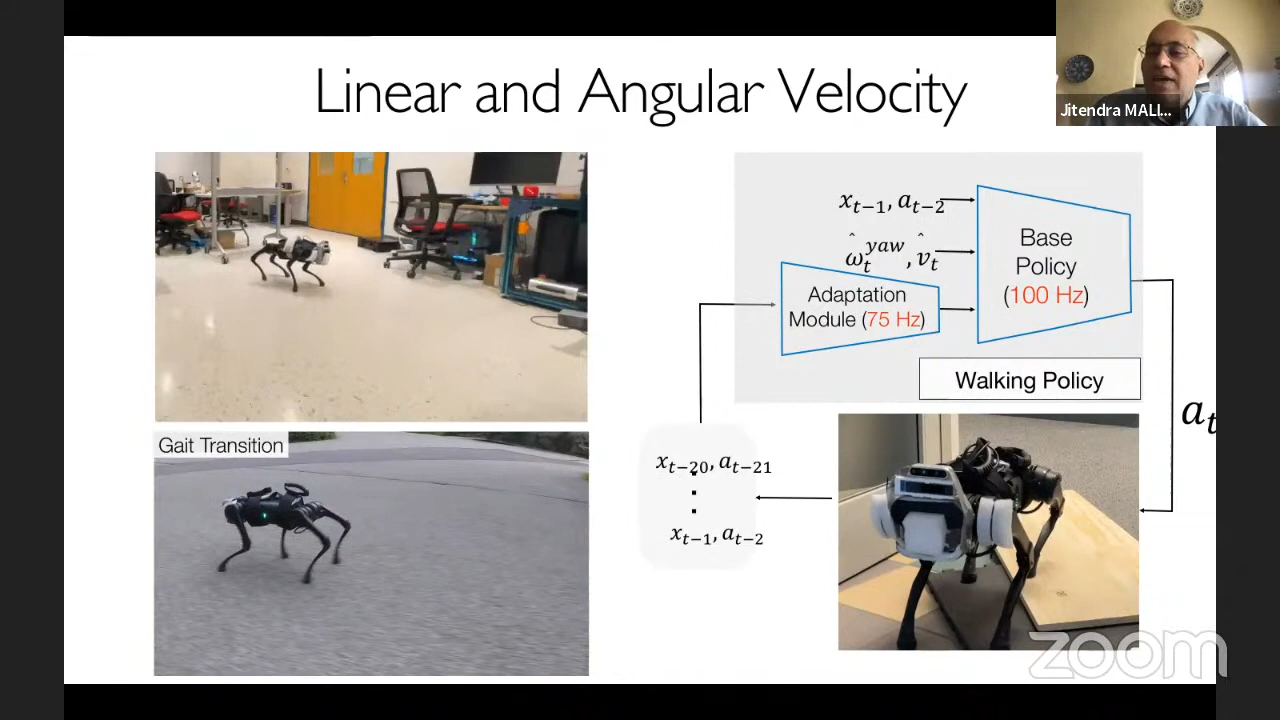 Linear and Angular Velocity
Jitendra MALI...
x_{t−1}, a_{t−2}
ω̂_t^{yaw}, v̂_t
Base
Policy
(100 Hz)
Adaptation
Module (75 Hz)
Walking Policy
a_t
Gait Transition
x_{t−20}, a_{t−21}
⋮
x_{t−1}, a_{t−2}
zoom